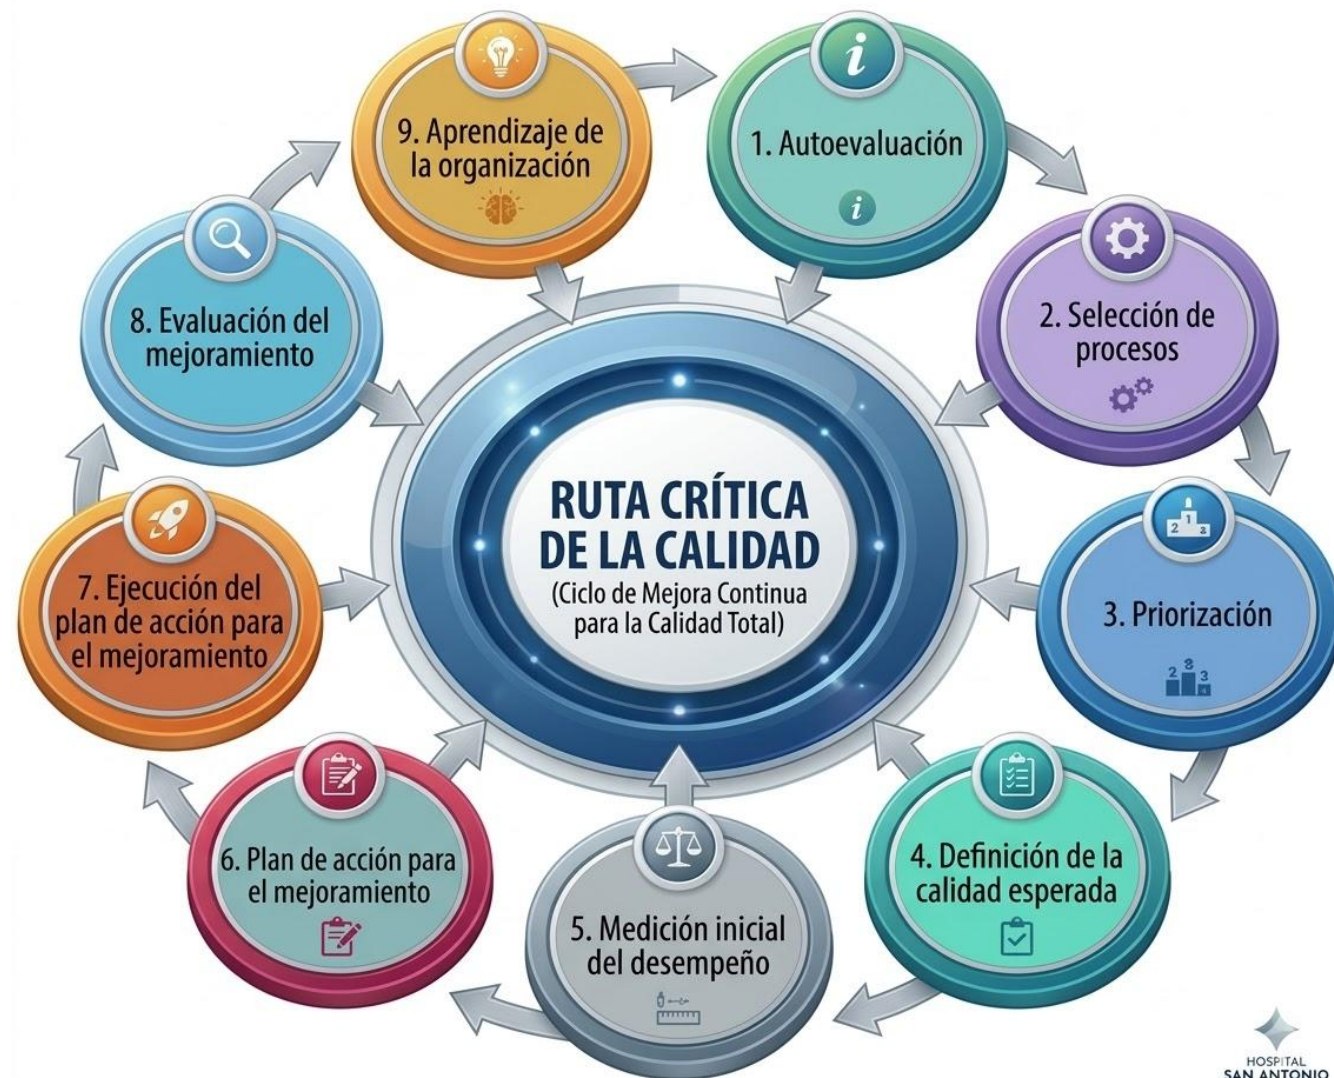 RUTA CRÍTICA
DE LA CALIDAD
(Ciclo de Mejora Continua
para la Calidad Total)
1. Autoevaluación
2. Selección de
procesos
3. Priorización
4. Definición de la
calidad esperada
5. Medición inicial
del desempeño
6. Plan de acción para
el mejoramiento
7. Ejecución del
plan de acción para
el mejoramiento
8. Evaluación del
mejoramiento
9. Aprendizaje de
la organización
HOSPITAL
SAN ANTONIO